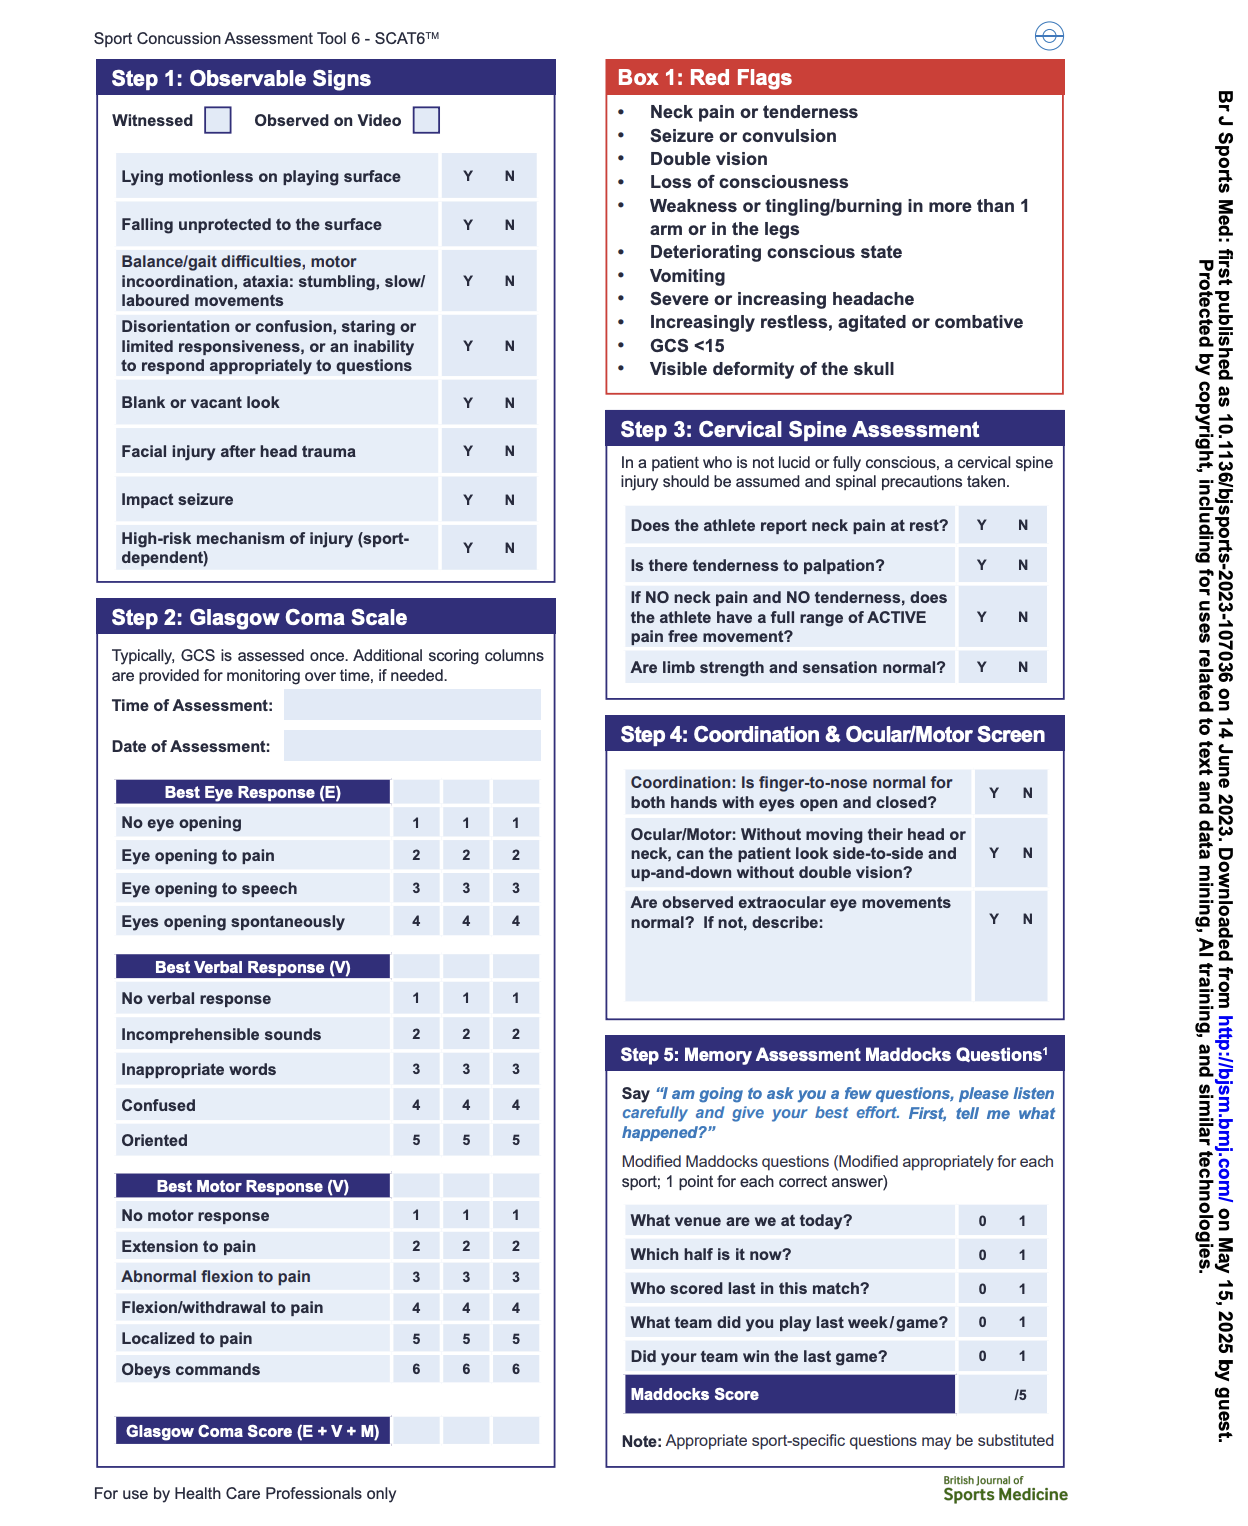 Sport Concussion Assessment Tool 6 - SCAT6™
Step 1: Observable Signs
Witnessed Observed on Video
Lying motionless on playing surface Y N
Falling unprotected to the surface Y N
Balance/gait difficulties, motor
incoordination, ataxia: stumbling, slow/
laboured movements Y N
Disorientation or confusion, staring or
limited responsiveness, or an inability
to respond appropriately to questions Y N
Blank or vacant look Y N
Facial injury after head trauma Y N
Impact seizure Y N
High-risk mechanism of injury (sport-
dependent) Y N
Step 2: Glasgow Coma Scale
Typically, GCS is assessed once. Additional scoring columns
are provided for monitoring over time, if needed.
Time of Assessment:
Date of Assessment:
Best Eye Response (E)
No eye opening 1 1 1
Eye opening to pain 2 2 2
Eye opening to speech 3 3 3
Eyes opening spontaneously 4 4 4
Best Verbal Response (V)
No verbal response 1 1 1
Incomprehensible sounds 2 2 2
Inappropriate words 3 3 3
Confused 4 4 4
Oriented 5 5 5
Best Motor Response (V)
No motor response 1 1 1
Extension to pain 2 2 2
Abnormal flexion to pain 3 3 3
Flexion/withdrawal to pain 4 4 4
Localized to pain 5 5 5
Obeys commands 6 6 6
Glasgow Coma Score (E + V + M)
Box 1: Red Flags
• Neck pain or tenderness
• Seizure or convulsion
• Double vision
• Loss of consciousness
• Weakness or tingling/burning in more than 1
arm or in the legs
• Deteriorating conscious state
• Vomiting
• Severe or increasing headache
• Increasingly restless, agitated or combative
• GCS <15
• Visible deformity of the skull
Step 3: Cervical Spine Assessment
In a patient who is not lucid or fully conscious, a cervical spine
injury should be assumed and spinal precautions taken.
Does the athlete report neck pain at rest? Y N
Is there tenderness to palpation? Y N
If NO neck pain and NO tenderness, does
the athlete have a full range of ACTIVE
pain free movement? Y N
Are limb strength and sensation normal? Y N
Step 4: Coordination & Ocular/Motor Screen
Coordination: Is finger-to-nose normal for
both hands with eyes open and closed? Y N
Ocular/Motor: Without moving their head or
neck, can the patient look side-to-side and
up-and-down without double vision? Y N
Are observed extraocular eye movements
normal? If not, describe: Y N
Step 5: Memory Assessment Maddocks Questions¹
Say “I am going to ask you a few questions, please listen
carefully and give your best effort. First, tell me what
happened?”
Modified Maddocks questions (Modified appropriately for each
sport; 1 point for each correct answer)
What venue are we at today? 0 1
Which half is it now? 0 1
Who scored last in this match? 0 1
What team did you play last week/game? 0 1
Did your team win the last game? 0 1
Maddocks Score /5
Note: Appropriate sport-specific questions may be substituted
For use by Health Care Professionals only
British Journal of
Sports Medicine
Br J Sports Med: first published as 10.1136/bjsports-2023-107036 on 14 June 2023. Downloaded from http://bjsm.bmj.com/ on May 15, 2025 by guest.
Protected by copyright, including for uses related to text and data mining, AI training, and similar technologies.